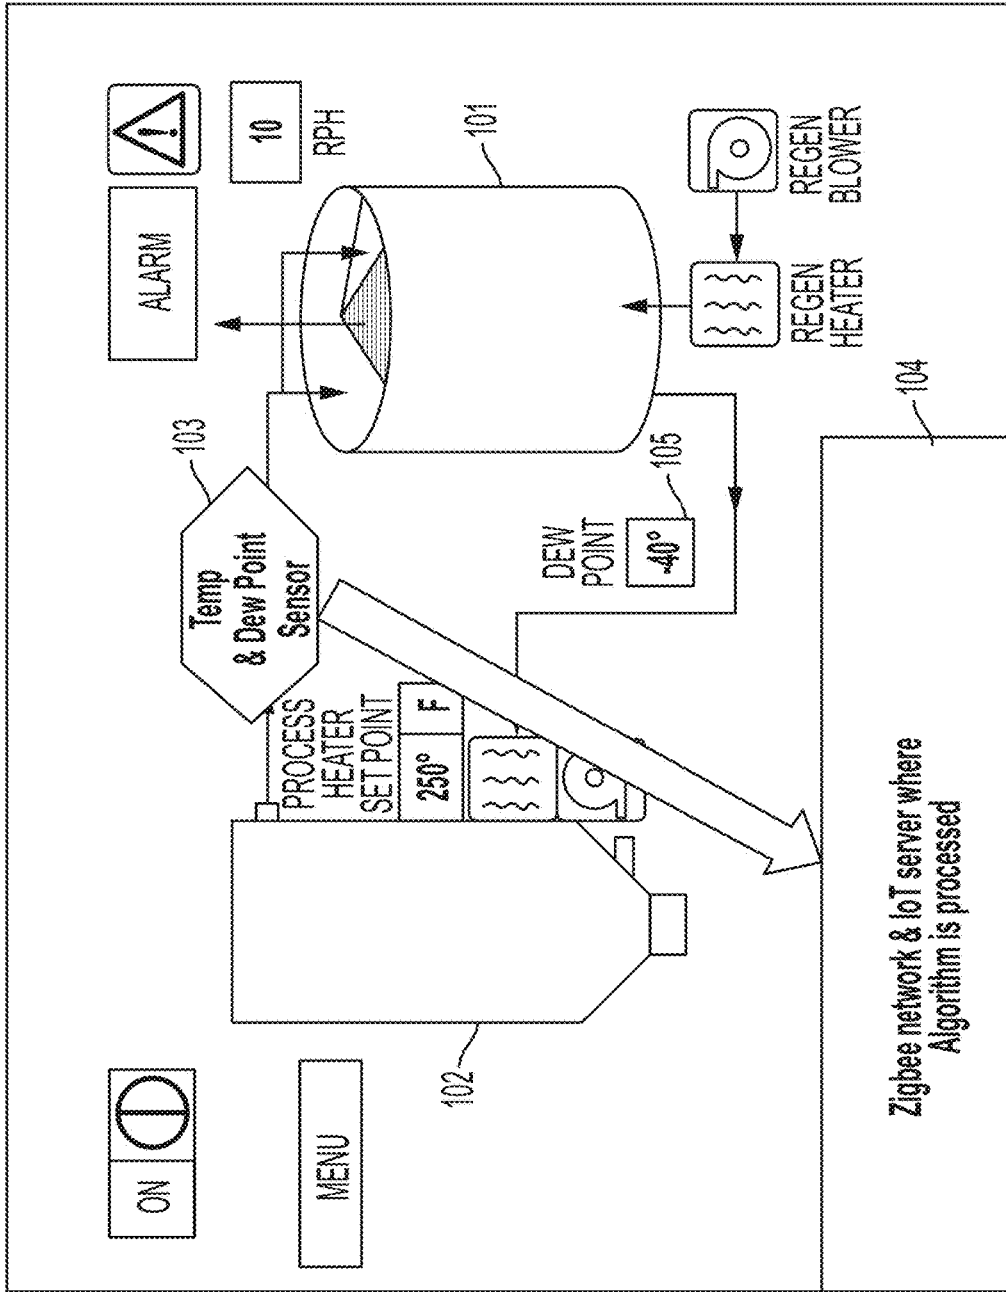 ON
MENU
ALARM
10
RPH
103
Temp
& Dew Point
Sensor
PROCESS
HEATER
SET POINT
250° F
102
101
DEW
POINT
-40°
105
REGEN
HEATER
REGEN
BLOWER
104
Zigbee network & IoT server where
Algorithm is processed